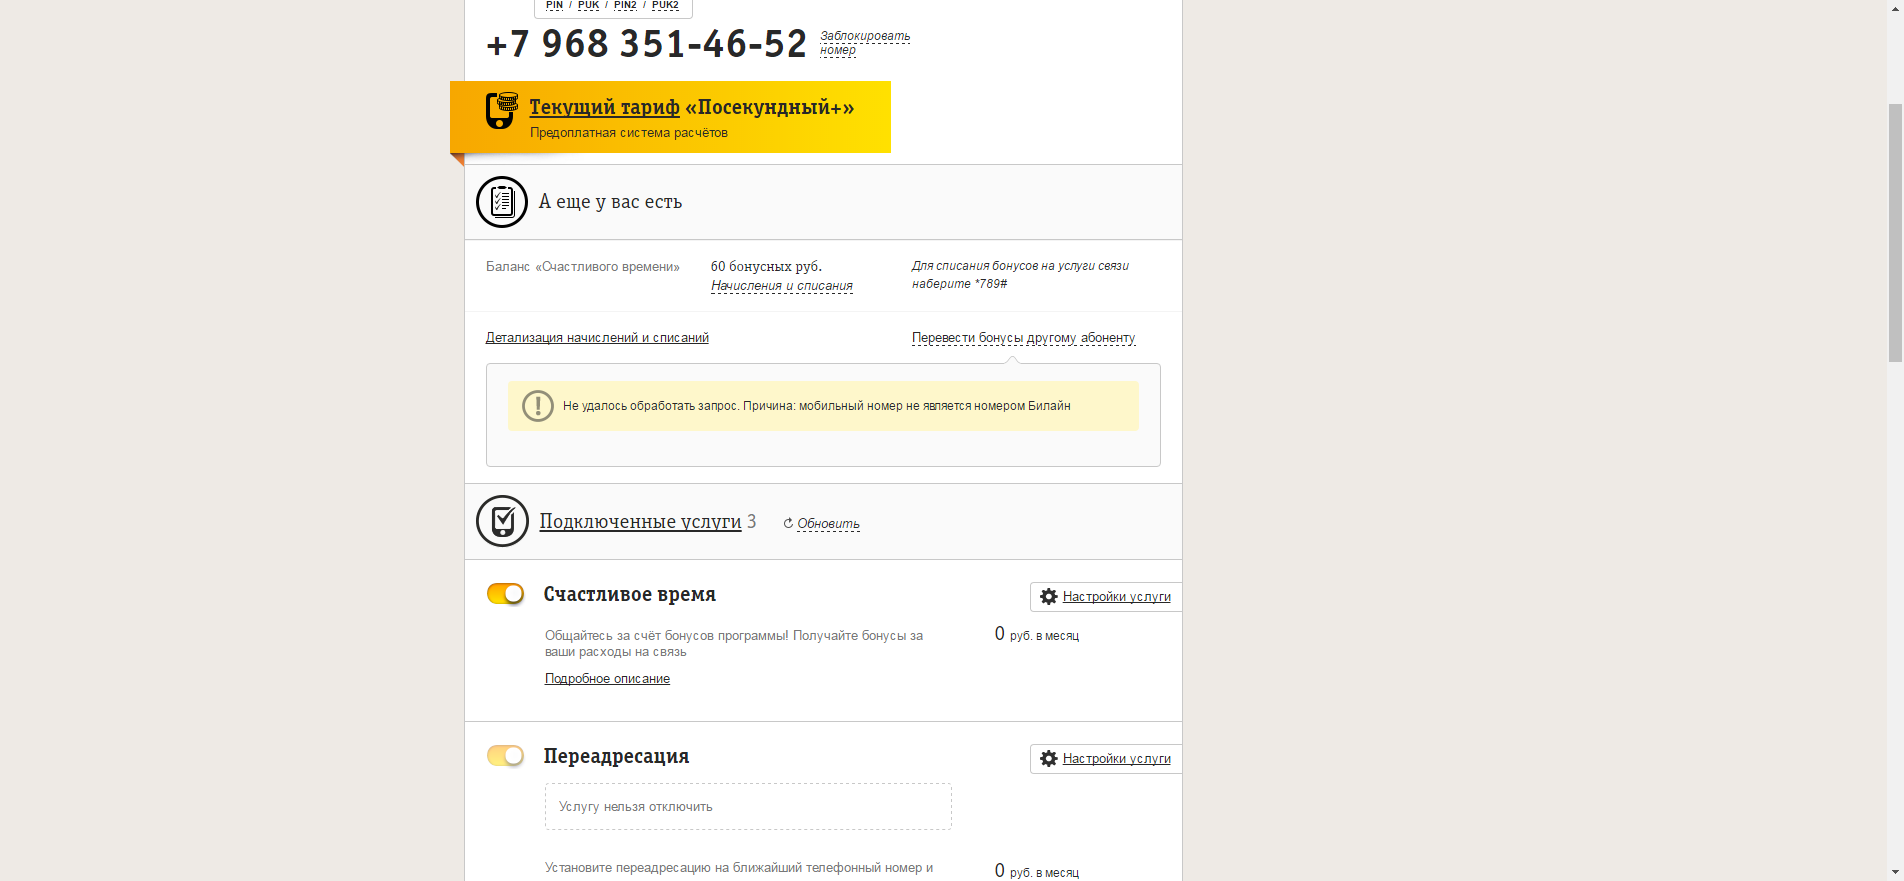 PIN / PUK / PIN2 / PUK2
+7 968 351-46-52
Заблокировать
номер
Текущий тариф «Посекундный+»
Предоплатная система расчётов
А еще у вас есть
Баланс «Счастливого времени»
60 бонусных руб.
Начисления и списания
Для списания бонусов на услуги связи
наберите *789#
Детализация начислений и списаний
Перевести бонусы другому абоненту
Не удалось обработать запрос. Причина: мобильный номер не является номером Билайн
Подключенные услуги 3
Обновить
Счастливое время
Настройки услуги
Общайтесь за счёт бонусов программы! Получайте бонусы за
ваши расходы на связь
0 руб. в месяц
Подробное описание
Переадресация
Настройки услуги
Услугу нельзя отключить
Установите переадресацию на ближайший телефонный номер и
0 руб. в месяц